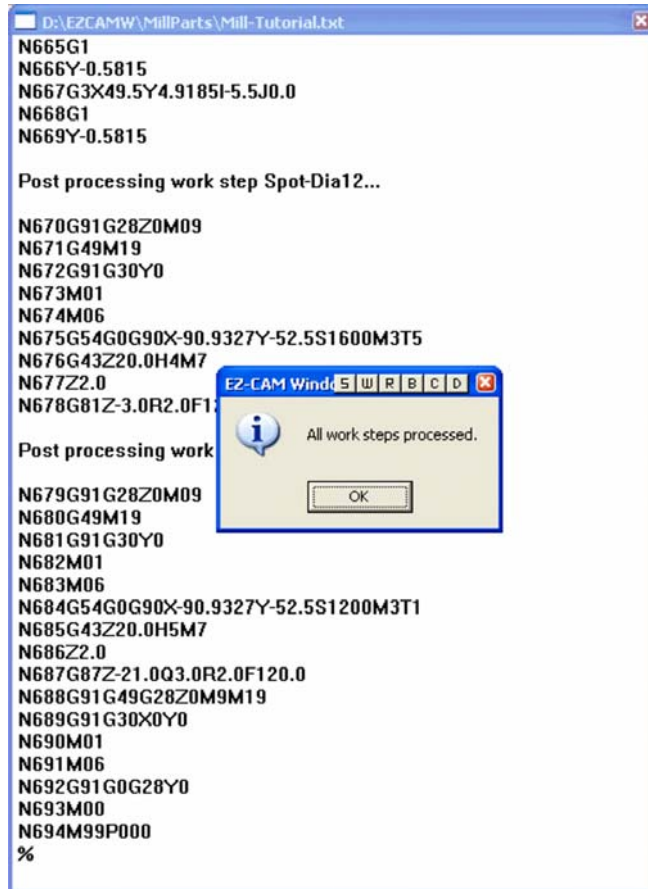 D:\EZCAMW\MillParts\Mill-Tutorial.txt
N665G1
N666Y-0.5815
N667G3X49.5Y4.9185I-5.5J0.0
N668G1
N669Y-0.5815
Post processing work step Spot-Dia12...
N670G91G28Z0M09
N671G49M19
N672G91G30Y0
N673M01
N674M06
N675G54G0G90X-90.9327Y-52.5S1600M3T5
N676G43Z20.0H4M7
N677Z2.0
N678G81Z-3.0R2.0F1
Post processing work
N679G91G28Z0M09
N680G49M19
N681G91G30Y0
N682M01
N683M06
N684G54G0G90X-90.9327Y-52.5S1200M3T1
N685G43Z20.0H5M7
N686Z2.0
N687G87Z-21.0Q3.0R2.0F120.0
N688G91G49G28Z0M9M19
N689G91G30X0Y0
N690M01
N691M06
N692G91G0G28Y0
N693M00
N694M99P000
%
EZ-CAM Windo S W R B C D
All work steps processed.
OK